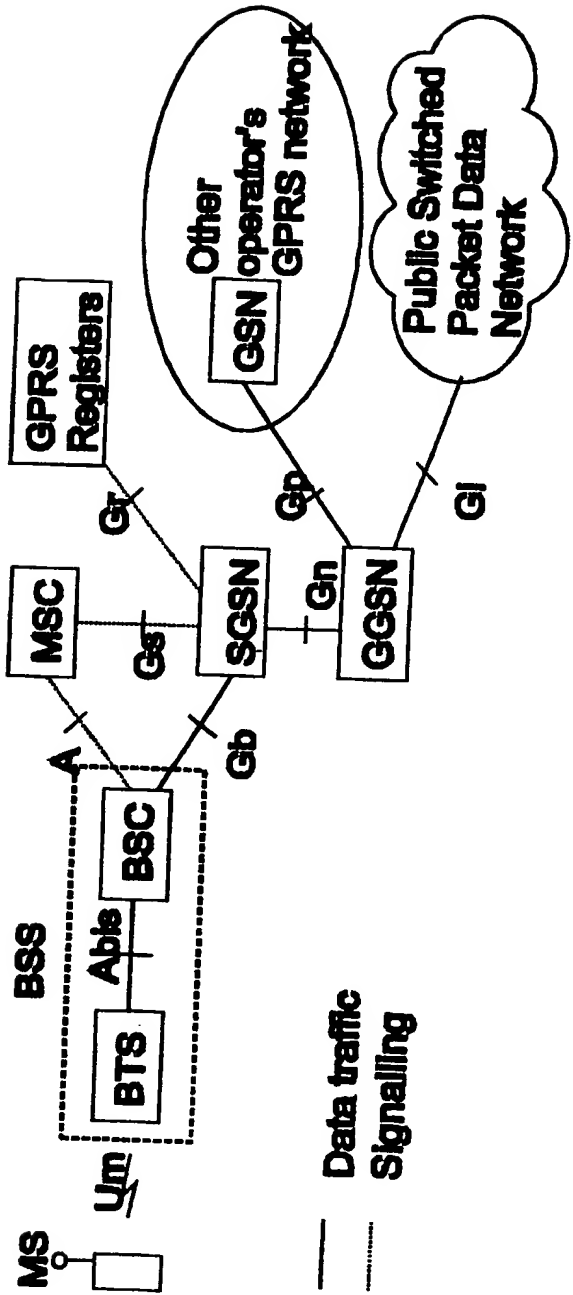 MS
Um
BSS
BTS
Abis
BSC
A
Gb
MSC
Gs
SGSN
Gr
GPRS
Registers
Gn
GGSN
Gp
Gi
GSN
Other
operator's
GPRS network
Public Switched
Packet Data
Network
Data traffic
Signalling